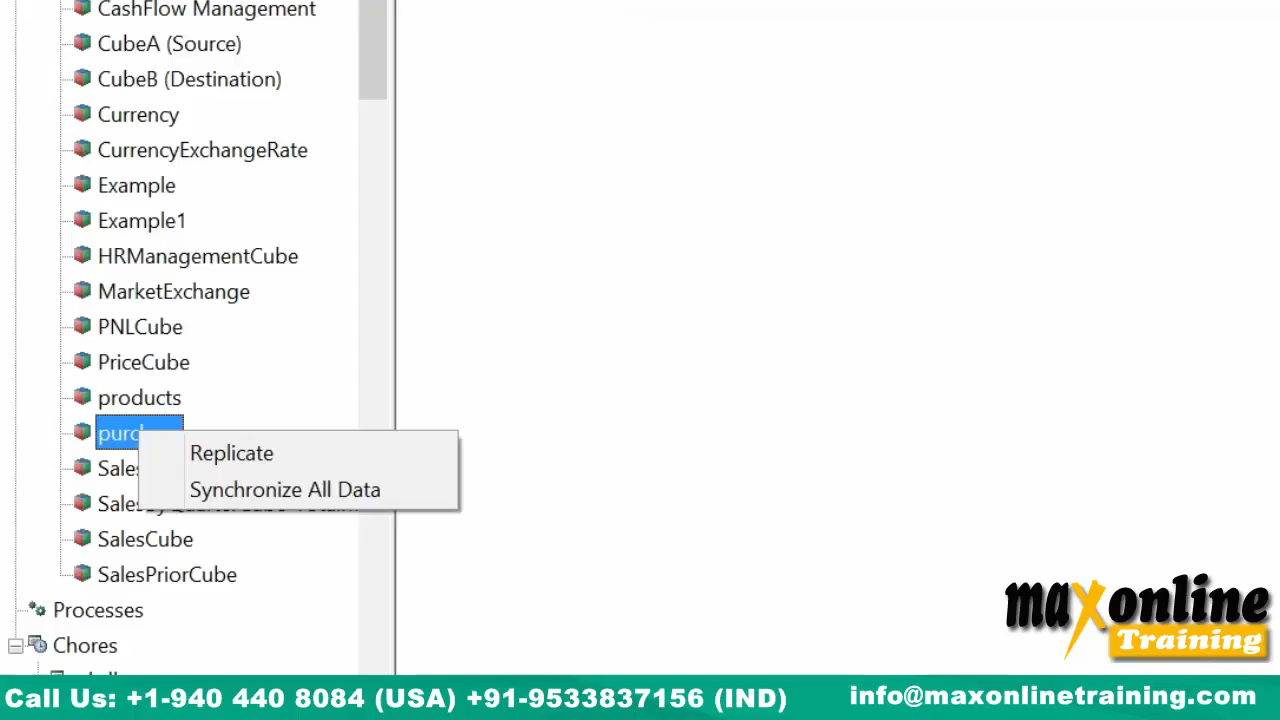 CashFlow Management
CubeA (Source)
CubeB (Destination)
Currency
CurrencyExchangeRate
Example
Example1
HRManagementCube
MarketExchange
PNLCube
PriceCube
products
purc
Replicate
Sales
Synchronize All Data
SalesCube
SalesPriorCube
Processes
Chores
maxonline
Training
Call Us: +1-940 440 8084 (USA) +91-9533837156 (IND)
info@maxonlinetraining.com